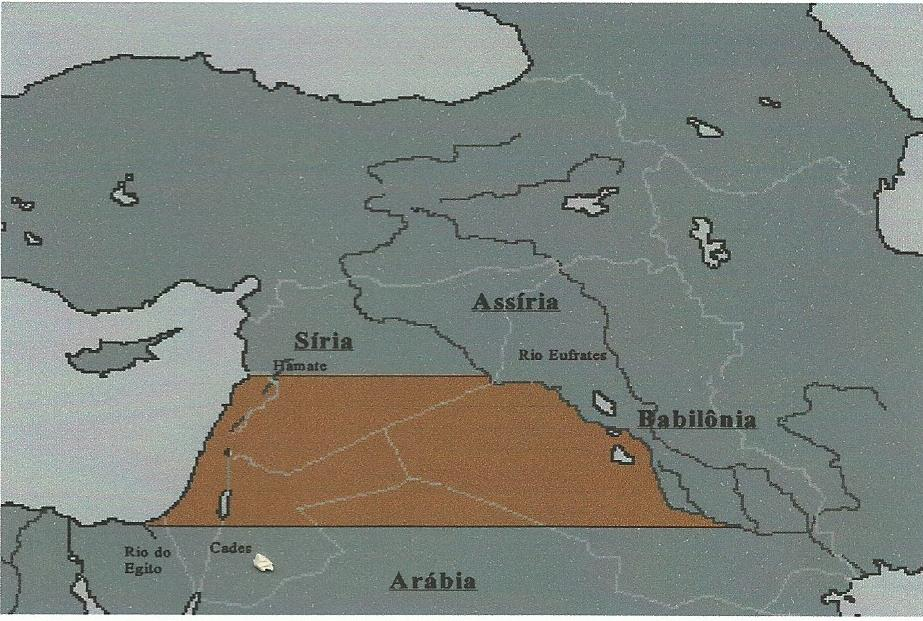 Assíria
Síria
Rio Eufrates
Hamate
Babilônia
Rio do
Egito
Cades
Arábia